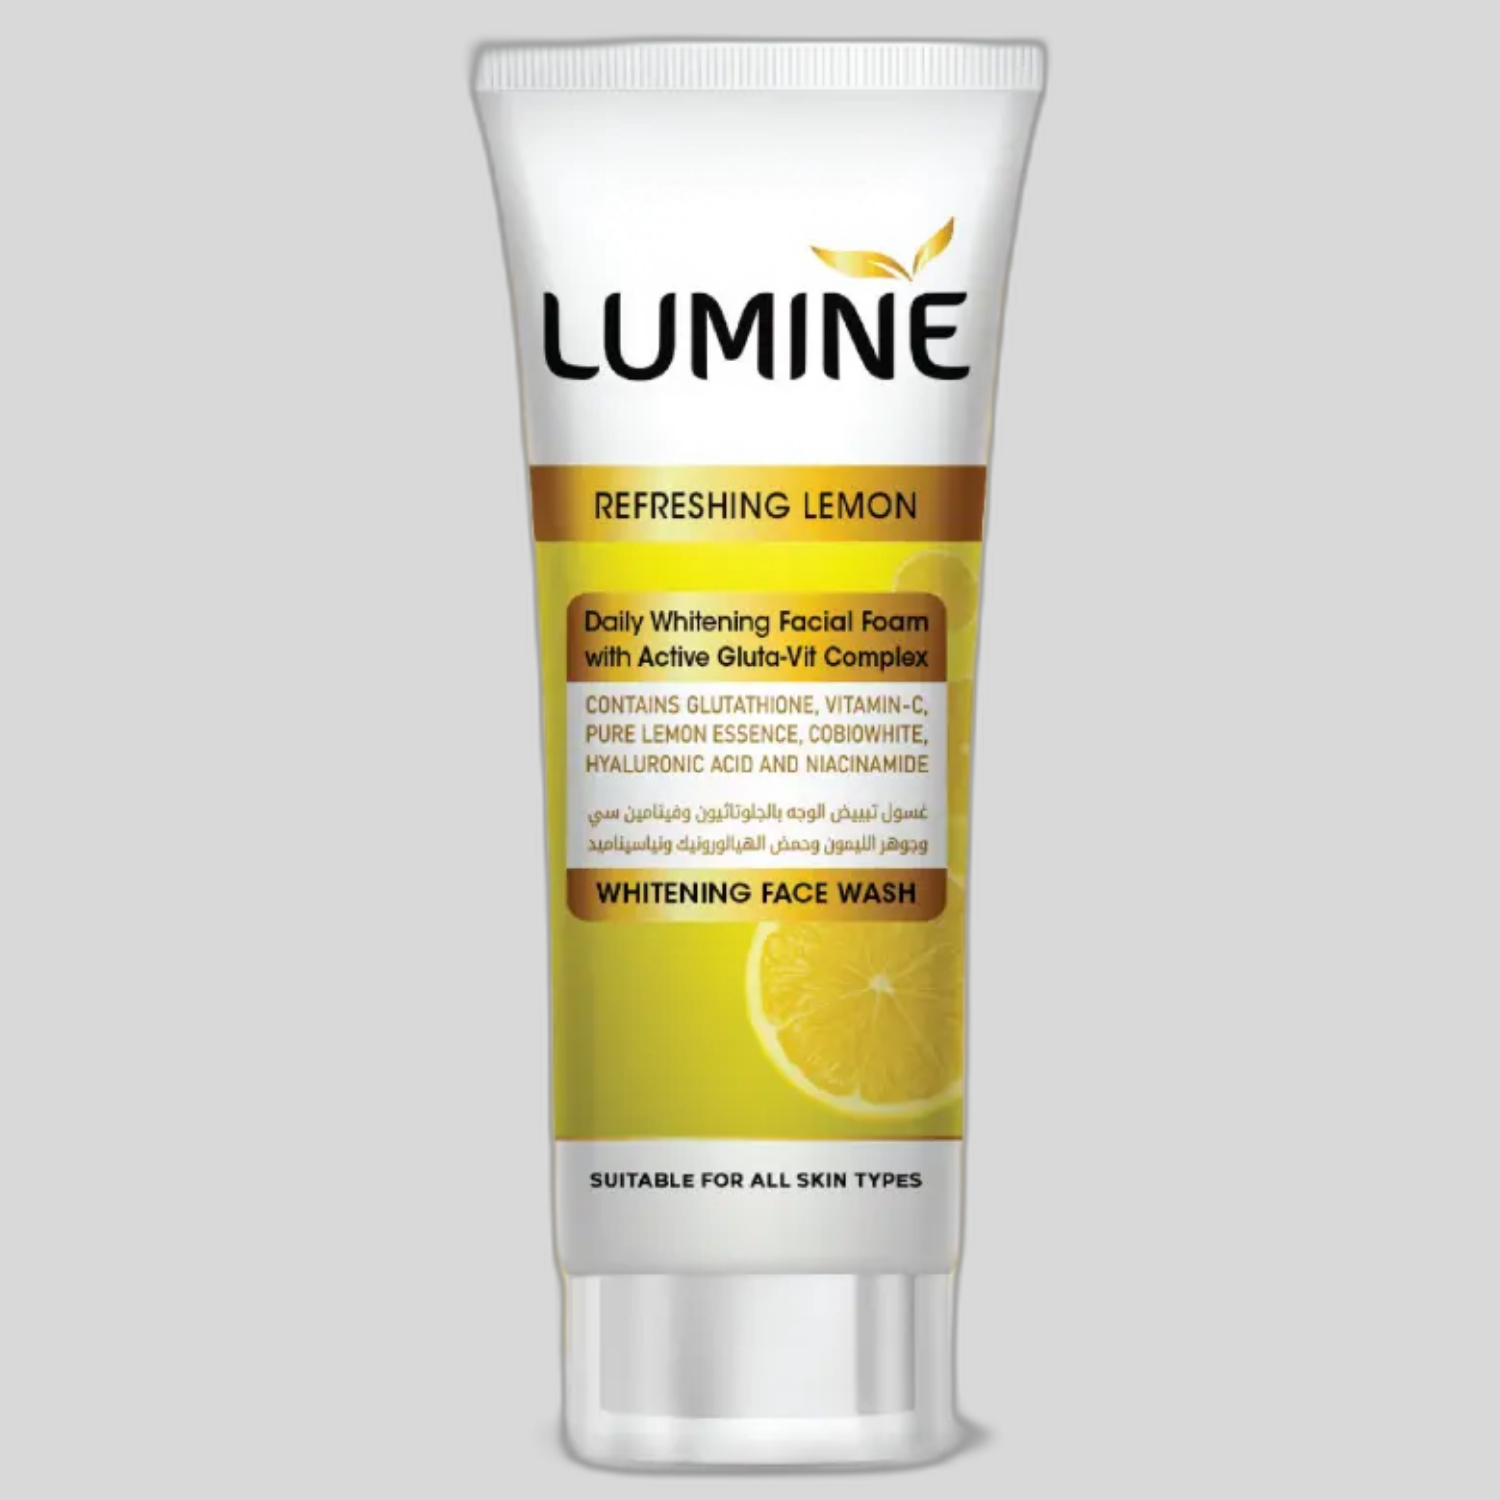 LUMINE
REFRESHING LEMON
Daily Whitening Facial Foam
with Active Gluta-Vit Complex
CONTAINS GLUTATHIONE, VITAMIN-C,
PURE LEMON ESSENCE, COBIOWHITE,
HYALURONIC ACID AND NIACINAMIDE
غسول تبييض الوجه بالجلوتاثيون وفيتامين سي
وجوهر الليمون وحمض الهيالورونيك ونياسيناميد
WHITENING FACE WASH
SUITABLE FOR ALL SKIN TYPES